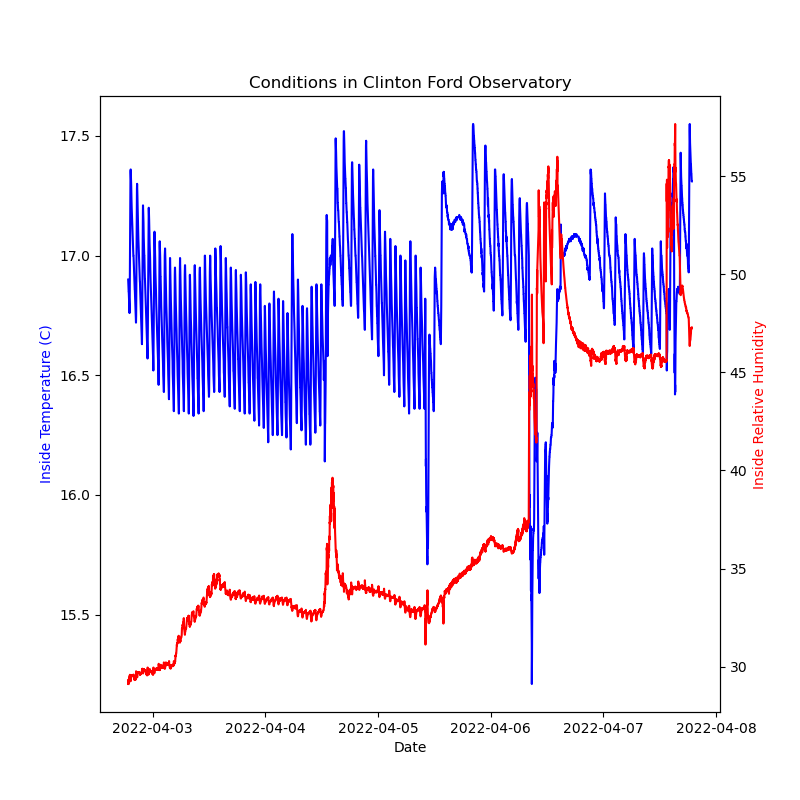 Conditions in Clinton Ford Observatory
Inside Temperature (C)
17.5
17.0
16.5
16.0
15.5
55
50
45
40
35
30
Inside Relative Humidity
2022-04-03 2022-04-04 2022-04-05 2022-04-06 2022-04-07 2022-04-08
Date